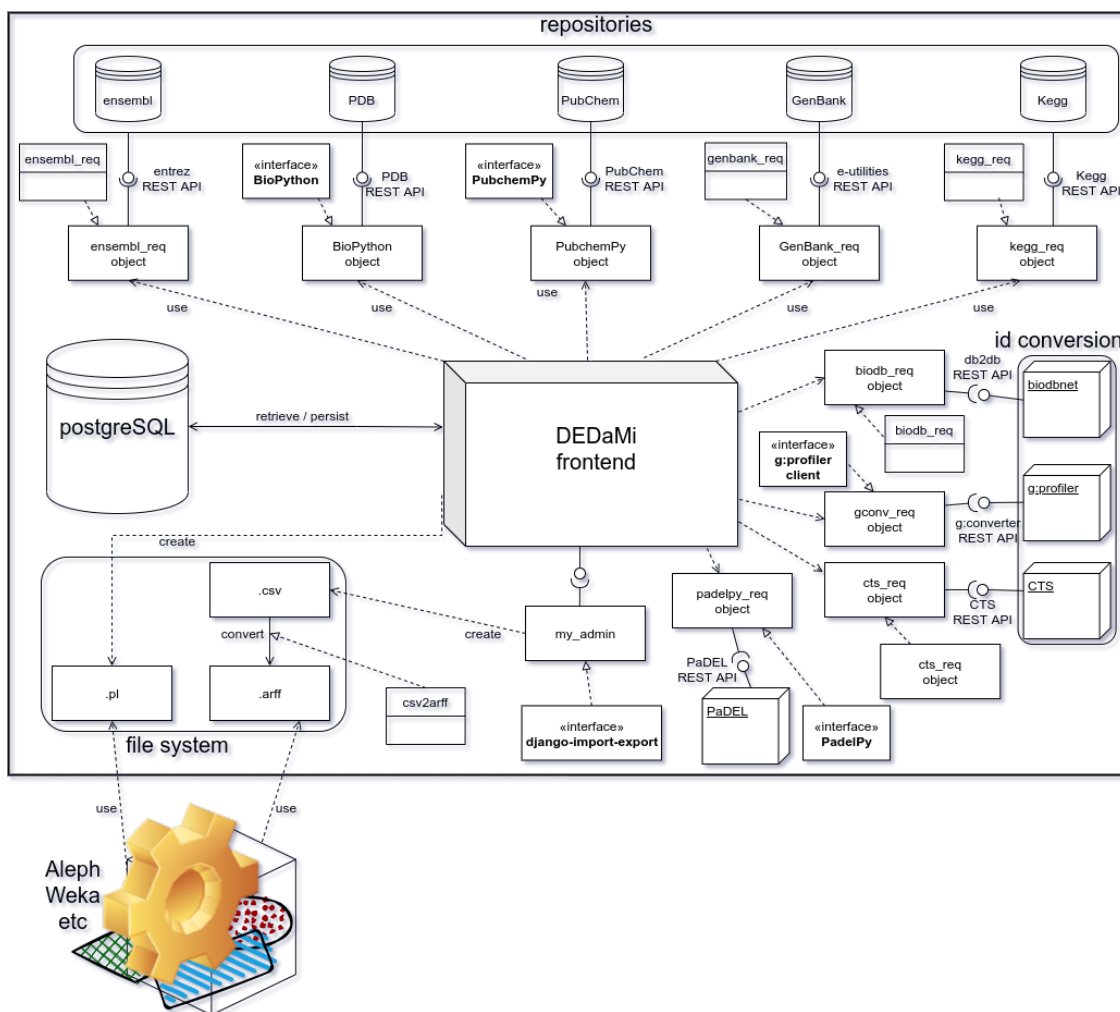 repositories
ensembl
PDB
PubChem
GenBank
Kegg
ensembl_req
entrez
REST API
«interface»
BioPython
PDB
REST API
«interface»
PubchemPy
PubChem
REST API
genbank_req
e-utilities
REST API
kegg_req
Kegg
REST API
ensembl_req
object
BioPython
object
PubchemPy
object
GenBank_req
object
kegg_req
object
use
use
use
use
use
id conversion
postgreSQL
retrieve / persist
DEDaMi
frontend
biodb_req
object
db2db
REST API
biodbnet
biodb_req
«interface»
g:profiler
client
gconv_req
object
g:converter
REST API
g:profiler
create
.csv
convert
.pl
.arff
csv2arff
file system
create
my_admin
«interface»
django-import-export
padelpy_req
object
PaDEL
REST API
PaDEL
«interface»
PadelPy
cts_req
object
CTS
REST API
CTS
cts_req
object
use
use
Aleph
Weka
etc